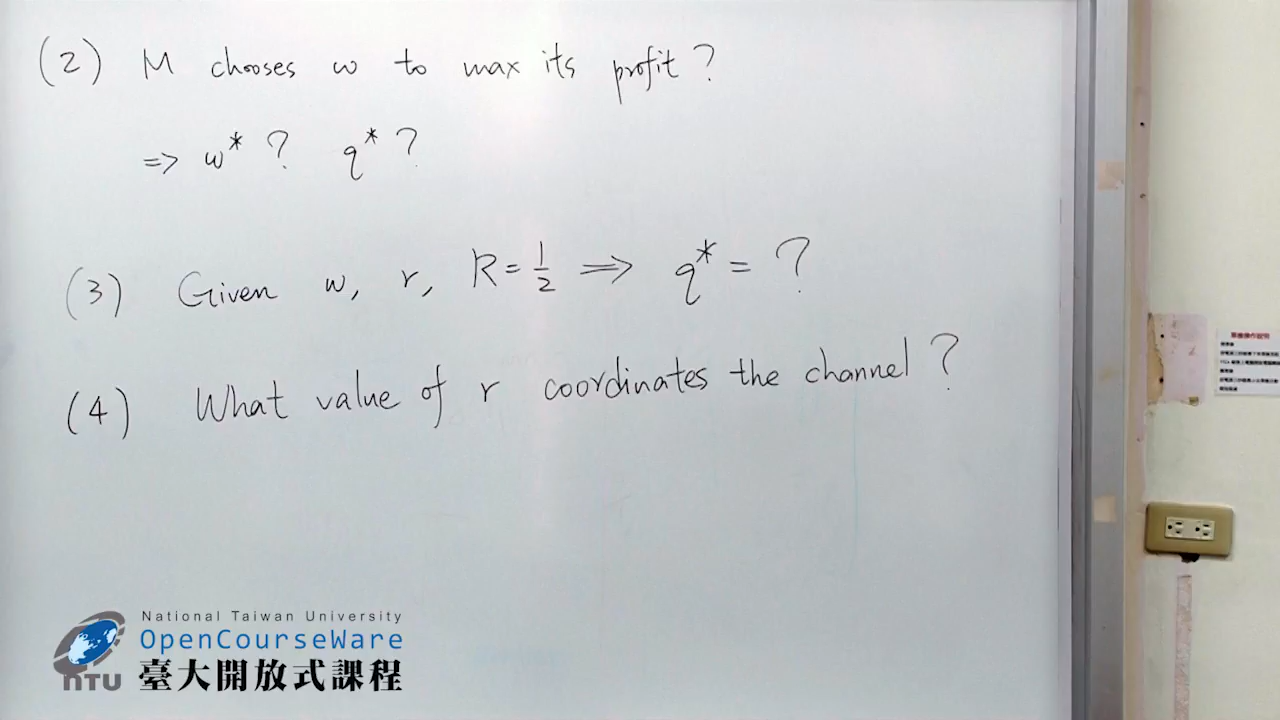 (2) M chooses w to max its profit ?
=> w* ? q* ?
(3) Given w, r, R = 1/2 => q* = ?
(4) What value of r coordinates the channel ?
National Taiwan University
OpenCourseWare
nTU 臺大開放式課程